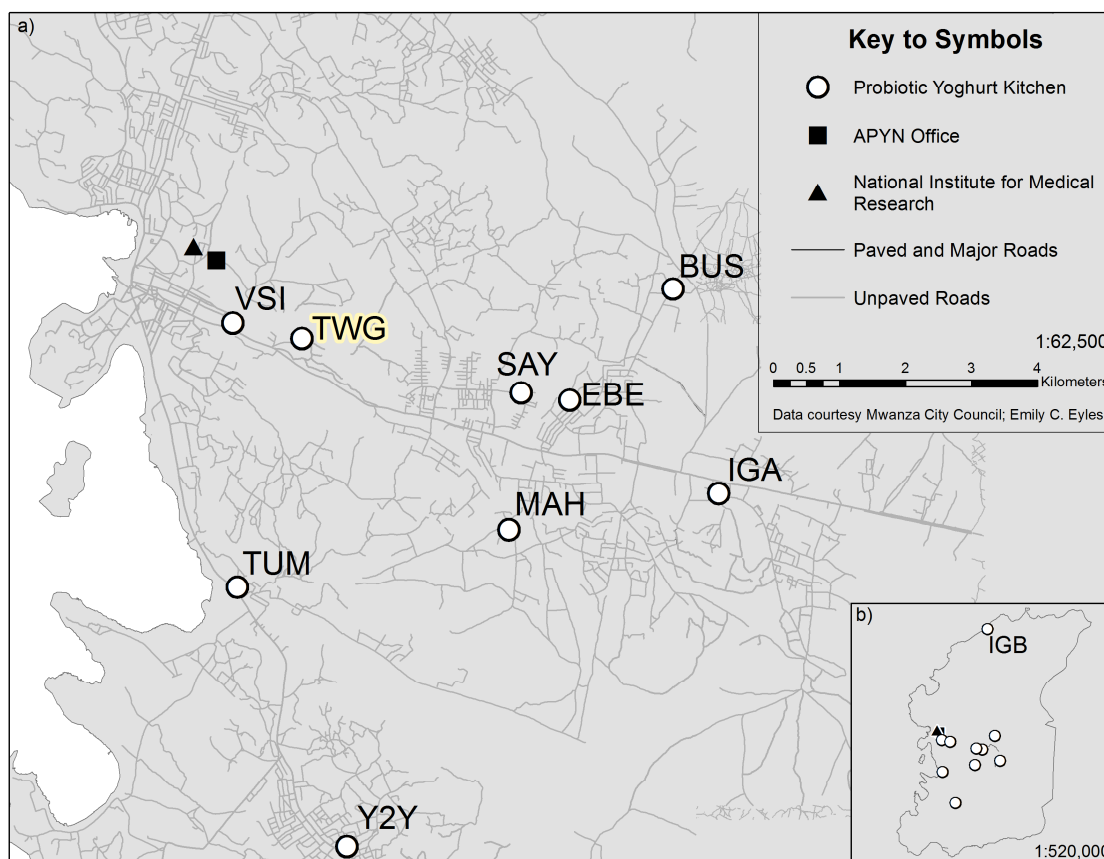 a)
Key to Symbols
Probiotic Yoghurt Kitchen
APYN Office
National Institute for Medical
Research
Paved and Major Roads
Unpaved Roads
1:62,500
0 0.5 1 2 3 4
Kilometers
Data courtesy Mwanza City Council; Emily C. Eyles
BUS
VSI
TWG
SAY
EBE
IGA
MAH
TUM
Y2Y
b)
IGB
1:520,000